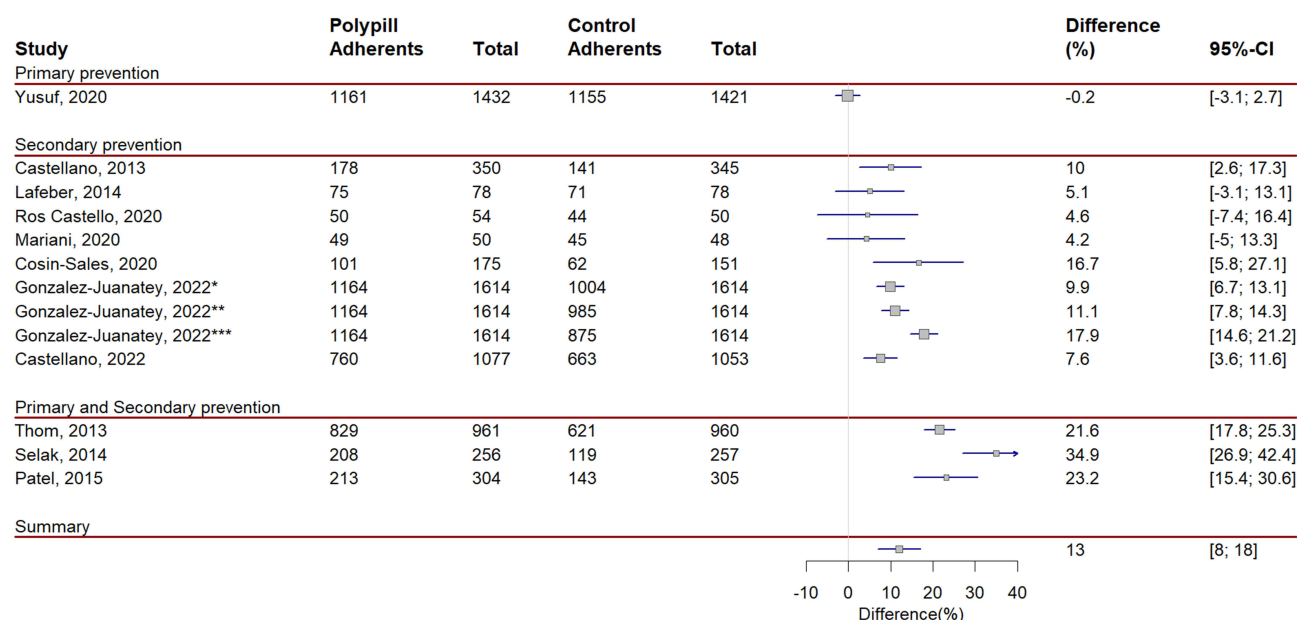 Polypill Control Difference
Study Adherents Total Adherents Total (%) 95%-CI
Primary prevention
Yusuf, 2020 1161 1432 1155 1421 -0.2 [-3.1; 2.7]
Secondary prevention
Castellano, 2013 178 350 141 345 10 [2.6; 17.3]
Lafeber, 2014 75 78 71 78 5.1 [-3.1; 13.1]
Ros Castello, 2020 50 54 44 50 4.6 [-7.4; 16.4]
Mariani, 2020 49 50 45 48 4.2 [-5; 13.3]
Cosin-Sales, 2020 101 175 62 151 16.7 [5.8; 27.1]
Gonzalez-Juanatey, 2022* 1164 1614 1004 1614 9.9 [6.7; 13.1]
Gonzalez-Juanatey, 2022** 1164 1614 985 1614 11.1 [7.8; 14.3]
Gonzalez-Juanatey, 2022*** 1164 1614 875 1614 17.9 [14.6; 21.2]
Castellano, 2022 760 1077 663 1053 7.6 [3.6; 11.6]
Primary and Secondary prevention
Thom, 2013 829 961 621 960 21.6 [17.8; 25.3]
Selak, 2014 208 256 119 257 34.9 [26.9; 42.4]
Patel, 2015 213 304 143 305 23.2 [15.4; 30.6]
Summary
13 [8; 18]
-10 0 10 20 30 40
Difference(%)